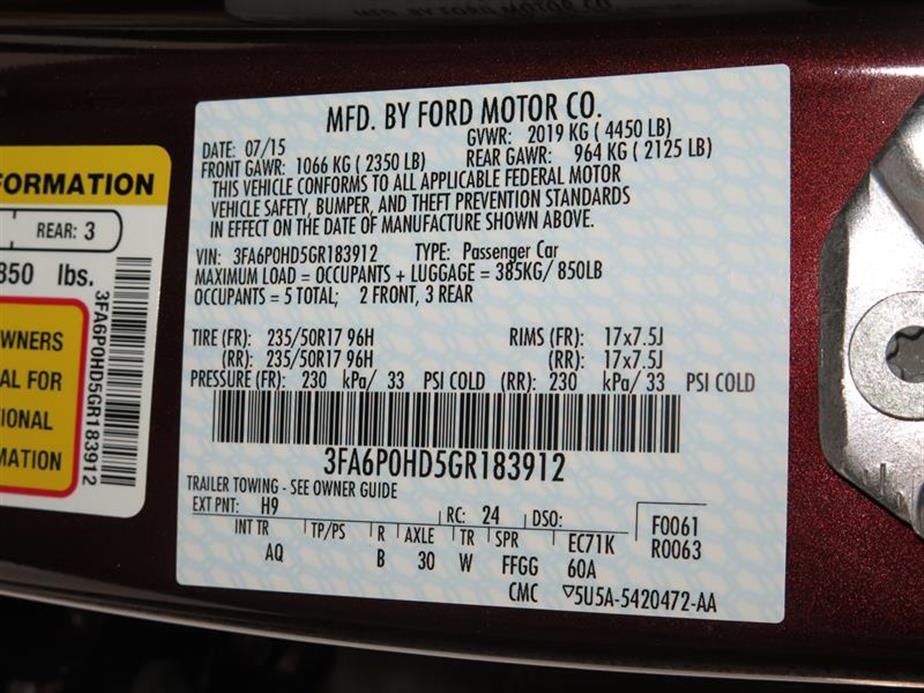 MFD. BY FORD MOTOR CO.
DATE: 07/15 GVWR: 2019 KG ( 4450 LB)
FRONT GAWR: 1066 KG ( 2350 LB) REAR GAWR: 964 KG ( 2125 LB)
THIS VEHICLE CONFORMS TO ALL APPLICABLE FEDERAL MOTOR
VEHICLE SAFETY, BUMPER, AND THEFT PREVENTION STANDARDS
IN EFFECT ON THE DATE OF MANUFACTURE SHOWN ABOVE.
VIN: 3FA6P0HD5GR183912 TYPE: Passenger Car
MAXIMUM LOAD = OCCUPANTS + LUGGAGE = 385KG/ 850LB
OCCUPANTS = 5 TOTAL; 2 FRONT, 3 REAR
TIRE (FR): 235/50R17 96H RIMS (FR): 17x7.5J
(RR): 235/50R17 96H (RR): 17x7.5J
PRESSURE (FR): 230 kPa/ 33 PSI COLD (RR): 230 kPa/ 33 PSI COLD
3FA6P0HD5GR183912
TRAILER TOWING - SEE OWNER GUIDE
EXT PNT: H9 RC: 24 DSO: F0061
INT TR TP/PS R AXLE TR SPR EC71K R0063
AQ B 30 W FFGG 60A
CMC ▽5U5A-5420472-AA
FORMATION
REAR: 3
850 lbs.
3FA6P0HD5GR183912
OWNERS
AL FOR
TIONAL
MATION